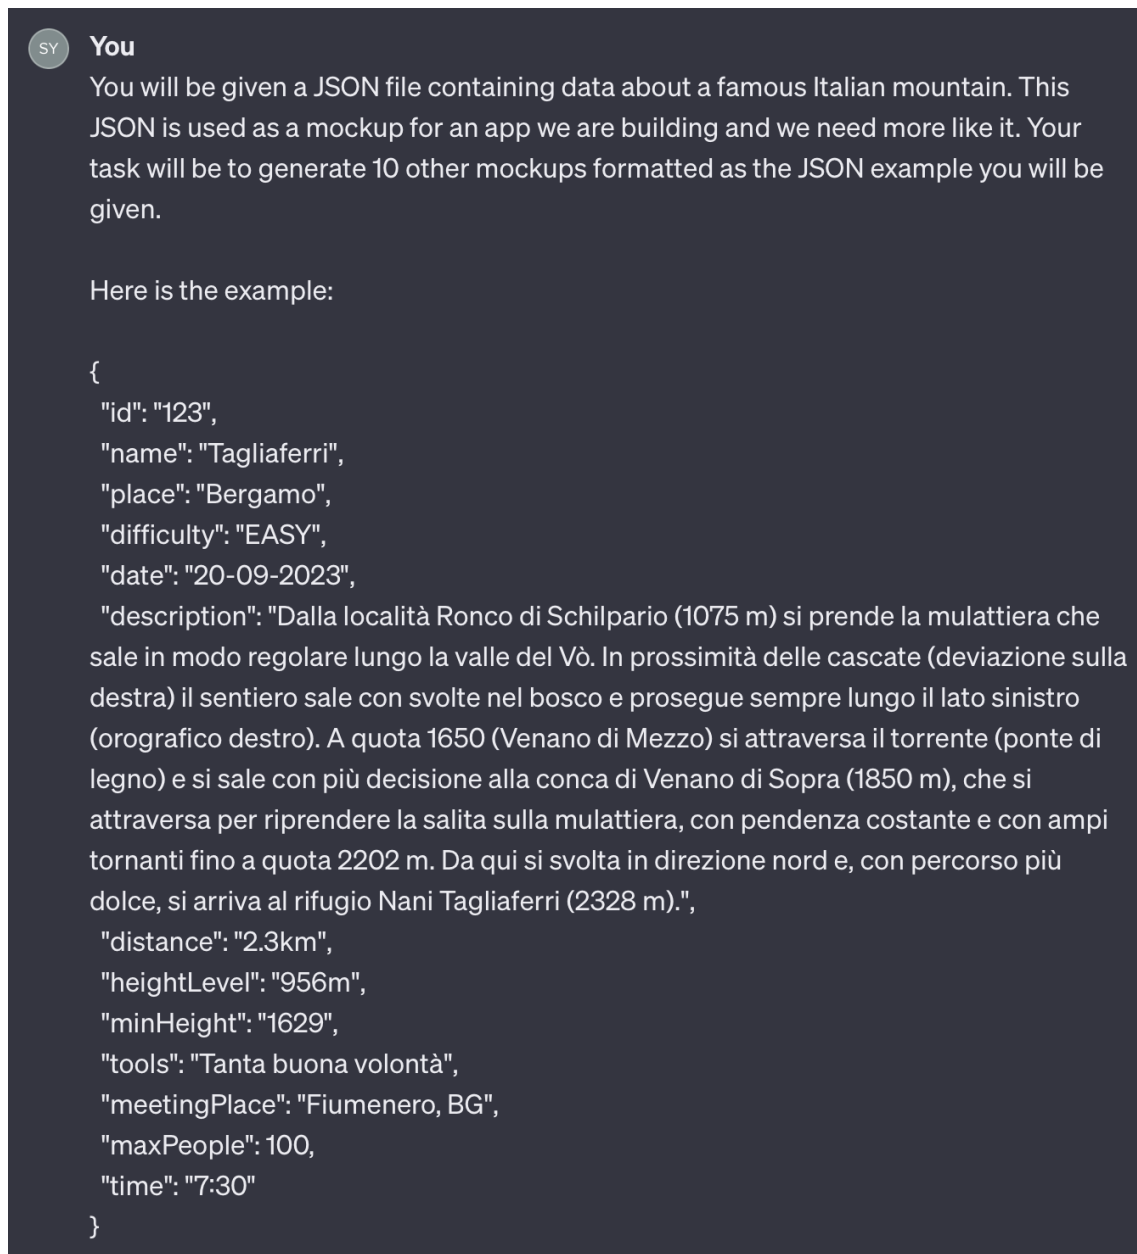 SY
You
You will be given a JSON file containing data about a famous Italian mountain. This
JSON is used as a mockup for an app we are building and we need more like it. Your
task will be to generate 10 other mockups formatted as the JSON example you will be
given.
Here is the example:
{
"id": "123",
"name": "Tagliaferri",
"place": "Bergamo",
"difficulty": "EASY",
"date": "20-09-2023",
"description": "Dalla località Ronco di Schilpario (1075 m) si prende la mulattiera che
sale in modo regolare lungo la valle del Vò. In prossimità delle cascate (deviazione sulla
destra) il sentiero sale con svolte nel bosco e prosegue sempre lungo il lato sinistro
(orografico destro). A quota 1650 (Venano di Mezzo) si attraversa il torrente (ponte di
legno) e si sale con più decisione alla conca di Venano di Sopra (1850 m), che si
attraversa per riprendere la salita sulla mulattiera, con pendenza costante e con ampi
tornanti fino a quota 2202 m. Da qui si svolta in direzione nord e, con percorso più
dolce, si arriva al rifugio Nani Tagliaferri (2328 m).",
"distance": "2.3km",
"heightLevel": "956m",
"minHeight": "1629",
"tools": "Tanta buona volontà",
"meetingPlace": "Fiumenero, BG",
"maxPeople": 100,
"time": "7:30"
}